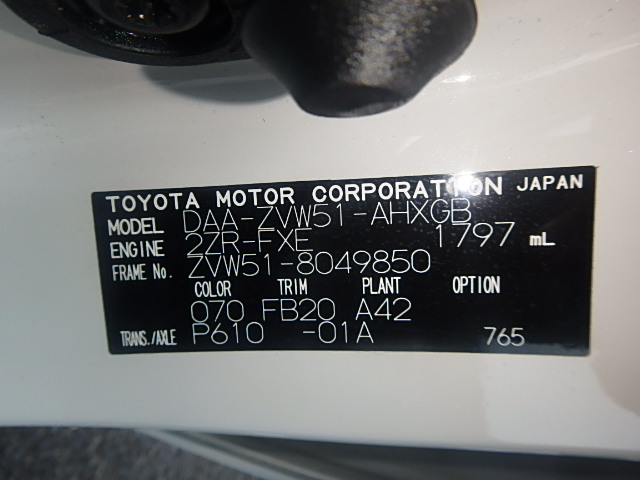 TOYOTA MOTOR CORPORATION JAPAN
MODEL DAA-ZVW51-AHXGB
ENGINE 2ZR-FXE 1797 mL
FRAME No. ZVW51-8049850
COLOR TRIM PLANT OPTION
070 FB20 A42
TRANS./AXLE P610 -01A 765